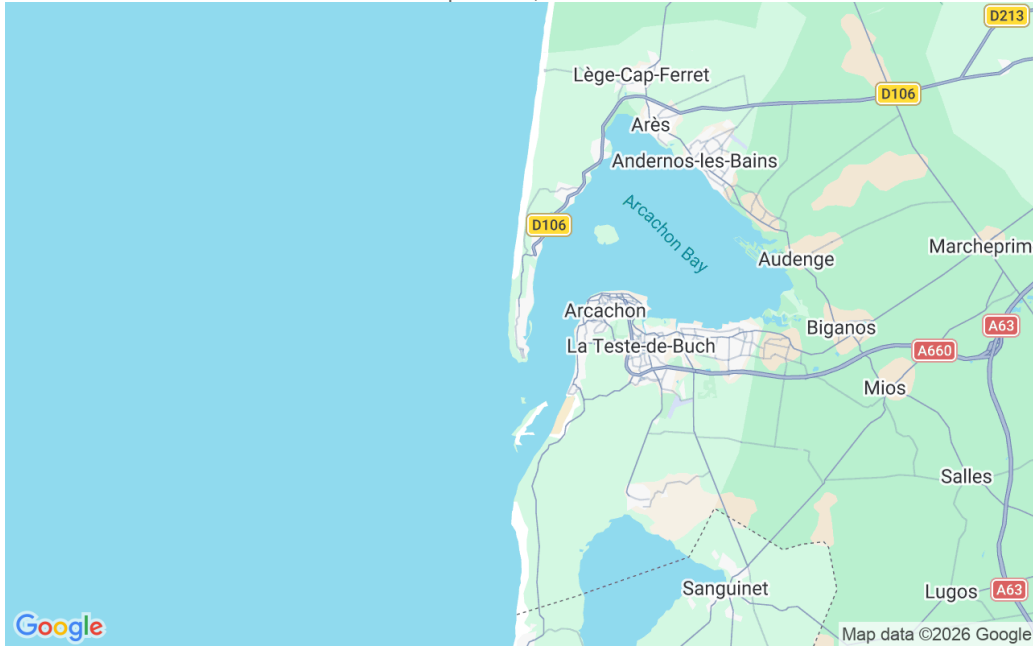 D213
Lège-Cap-Ferret
D106
Arès
Andernos-les-Bains
Arcachon Bay
D106
Marcheprim
Audenge
Arcachon
A63
Biganos
La Teste-de-Buch
A660
Mios
Salles
Sanguinet
Lugos
A63
Google
Map data ©2026 Google